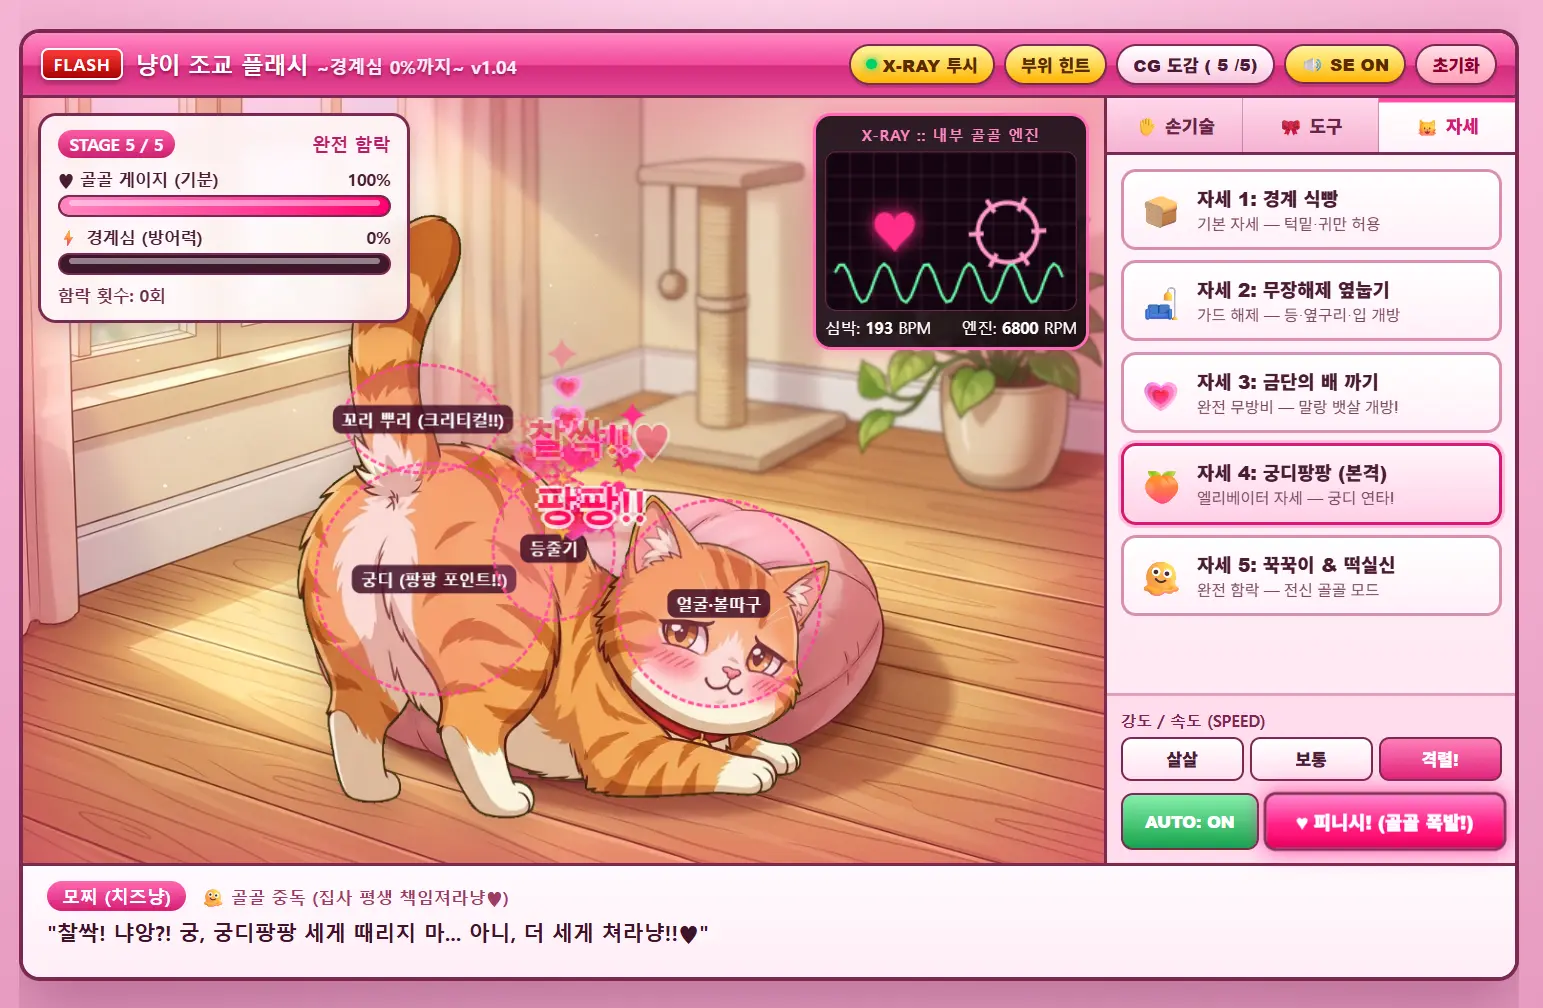 FLASH 냥이 조교 플래시 ~경계심 0%까지~ v1.04
X-RAY 투시
부위 힌트
CG 도감 ( 5 /5)
SE ON
초기화
STAGE 5 / 5 완전 함락
골골 게이지 (기분) 100%
경계심 (방어력) 0%
함락 횟수: 0회
X-RAY :: 내부 골골 엔진
심박: 193 BPM 엔진: 6800 RPM
꼬리 뿌리 (크리티컬!!)
찰싹!!
팡팡!!
등줄기
궁디 (팡팡 포인트!!)
얼굴·볼따구
손기술
도구
자세
자세 1: 경계 식빵
기본 자세 — 턱밑·귀만 허용
자세 2: 무장해제 옆눕기
가드 해제 — 등·옆구리·입 개방
자세 3: 금단의 배 까기
완전 무방비 — 말랑 뱃살 개방!
자세 4: 궁디팡팡 (본격)
엘리베이터 자세 — 궁디 연타!
자세 5: 꾹꾹이 & 떡실신
완전 함락 — 전신 골골 모드
강도 / 속도 (SPEED)
살살
보통
격렬!
AUTO: ON
♥ 피니시! (골골 폭발!)
모찌 (치즈냥) 골골 중독 (집사 평생 책임져라냥♥)
"찰싹! 냐앙?! 궁, 궁디팡팡 세게 때리지 마... 아니, 더 세게 쳐라냥!!♥"